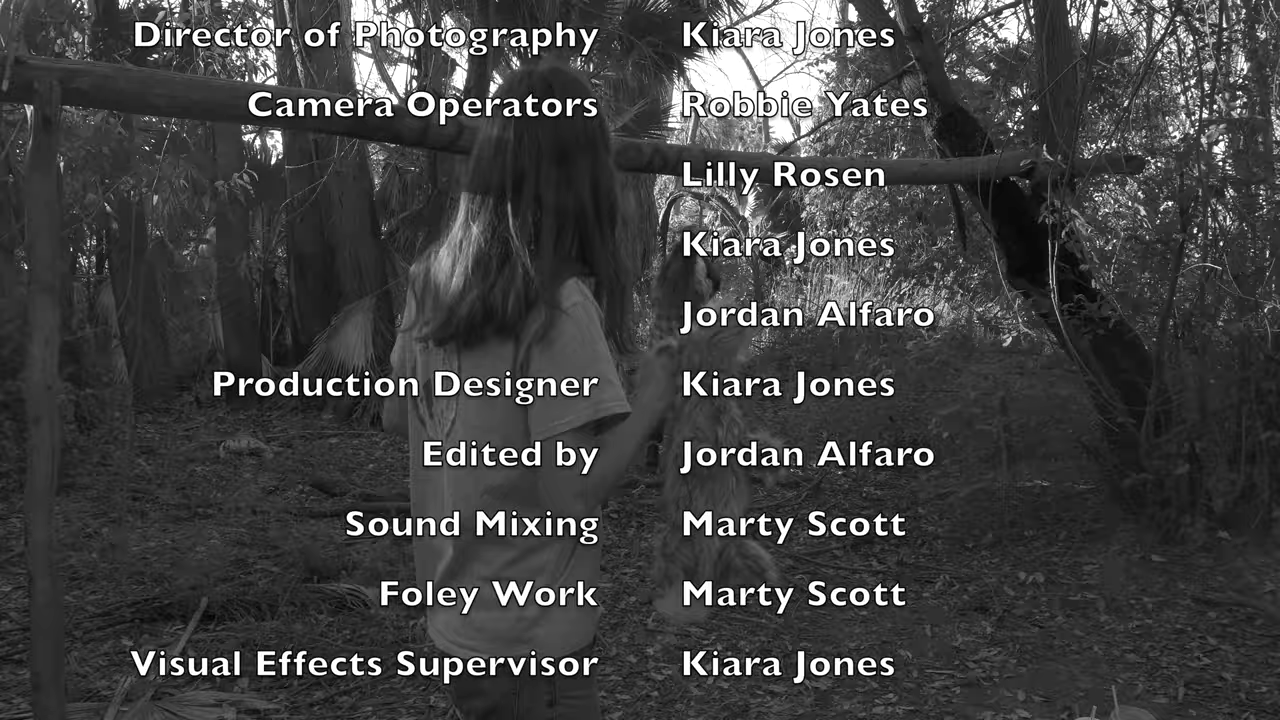 Director of Photography Kiara Jones
Camera Operators Robbie Yates
Lilly Rosen
Kiara Jones
Jordan Alfaro
Production Designer Kiara Jones
Edited by Jordan Alfaro
Sound Mixing Marty Scott
Foley Work Marty Scott
Visual Effects Supervisor Kiara Jones